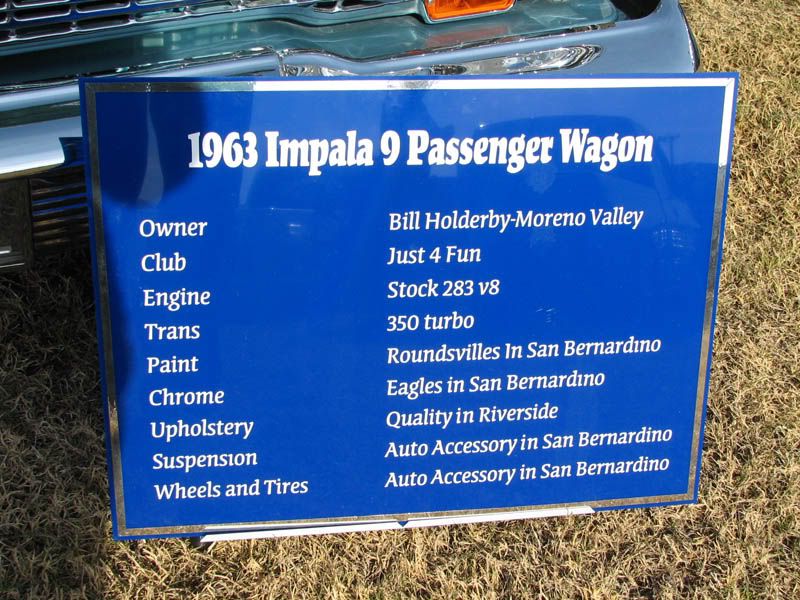 1963 Impala 9 Passenger Wagon
Owner Bill Holderby-Moreno Valley
Club Just 4 Fun
Engine Stock 283 v8
Trans 350 turbo
Paint Roundsvilles In San Bernardino
Chrome Eagles in San Bernardino
Upholstery Quality in Riverside
Suspension Auto Accessory in San Bernardino
Wheels and Tires Auto Accessory in San Bernardino